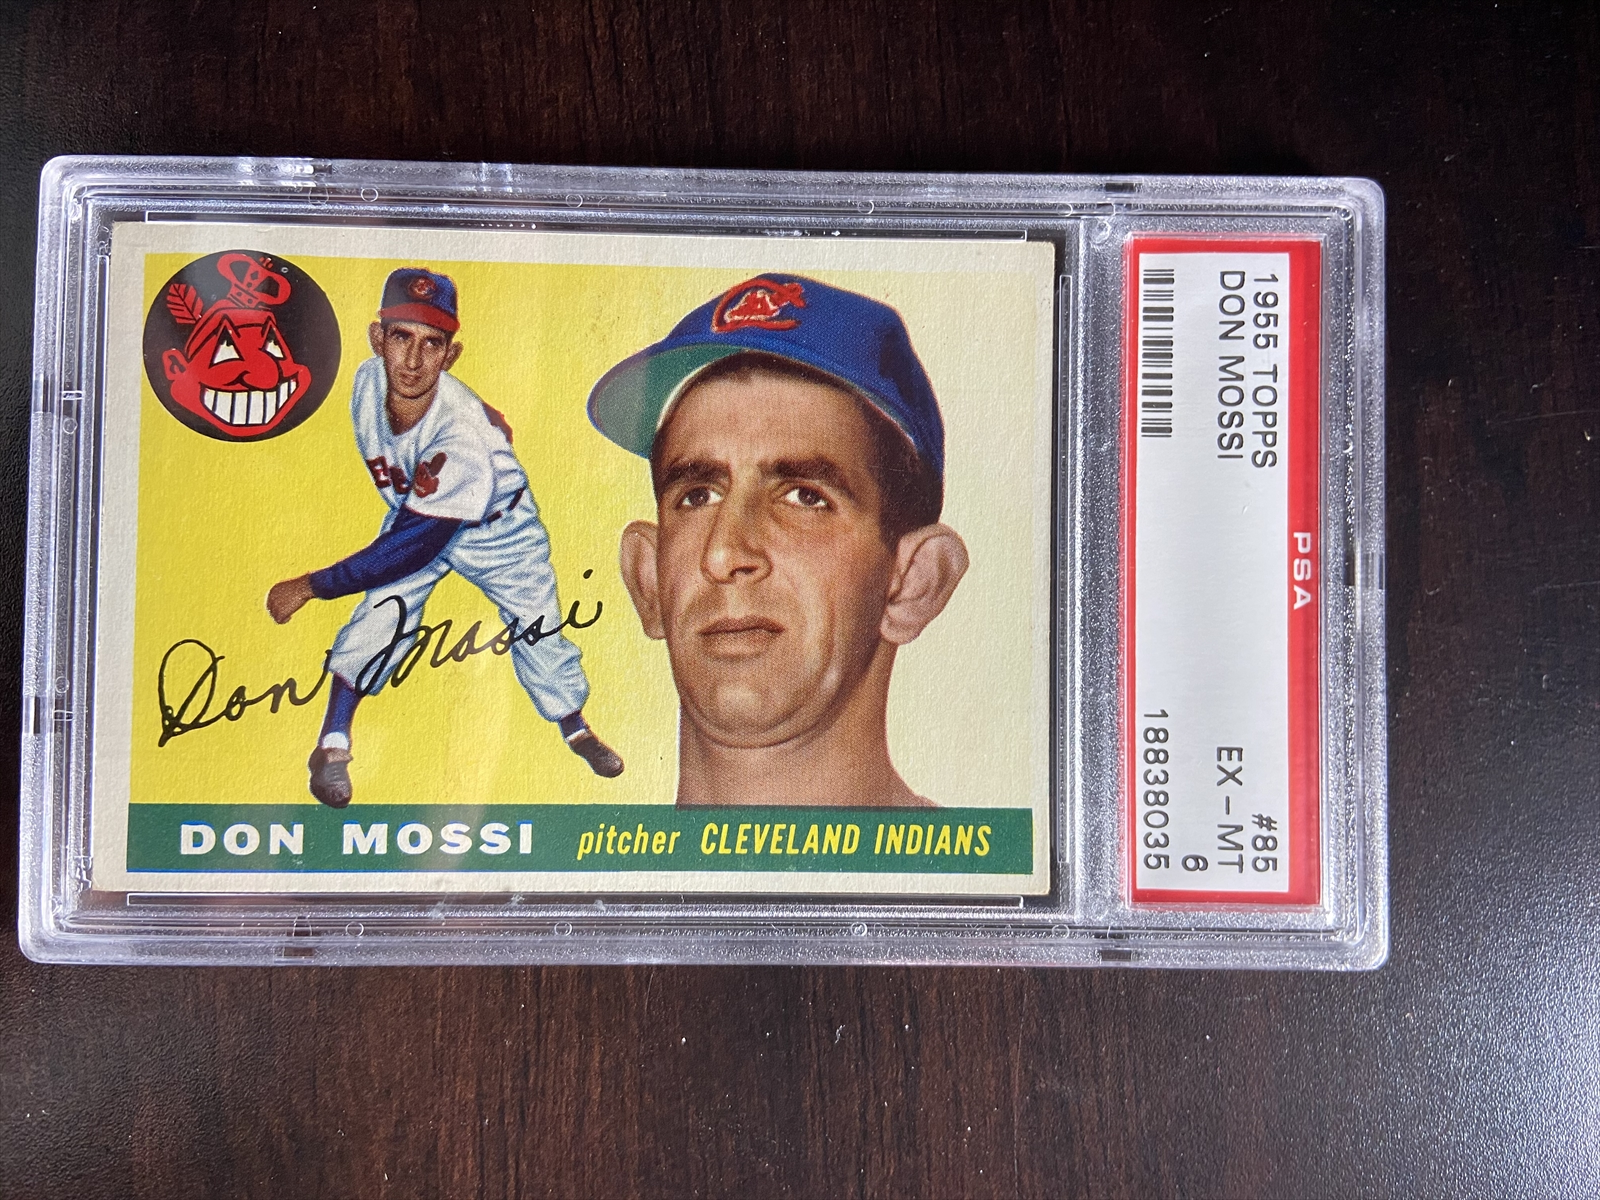 Don Mossi
DON MOSSI pitcher CLEVELAND INDIANS
1955 TOPPS #85
DON MOSSI EX-MT
6
18838035
PSA